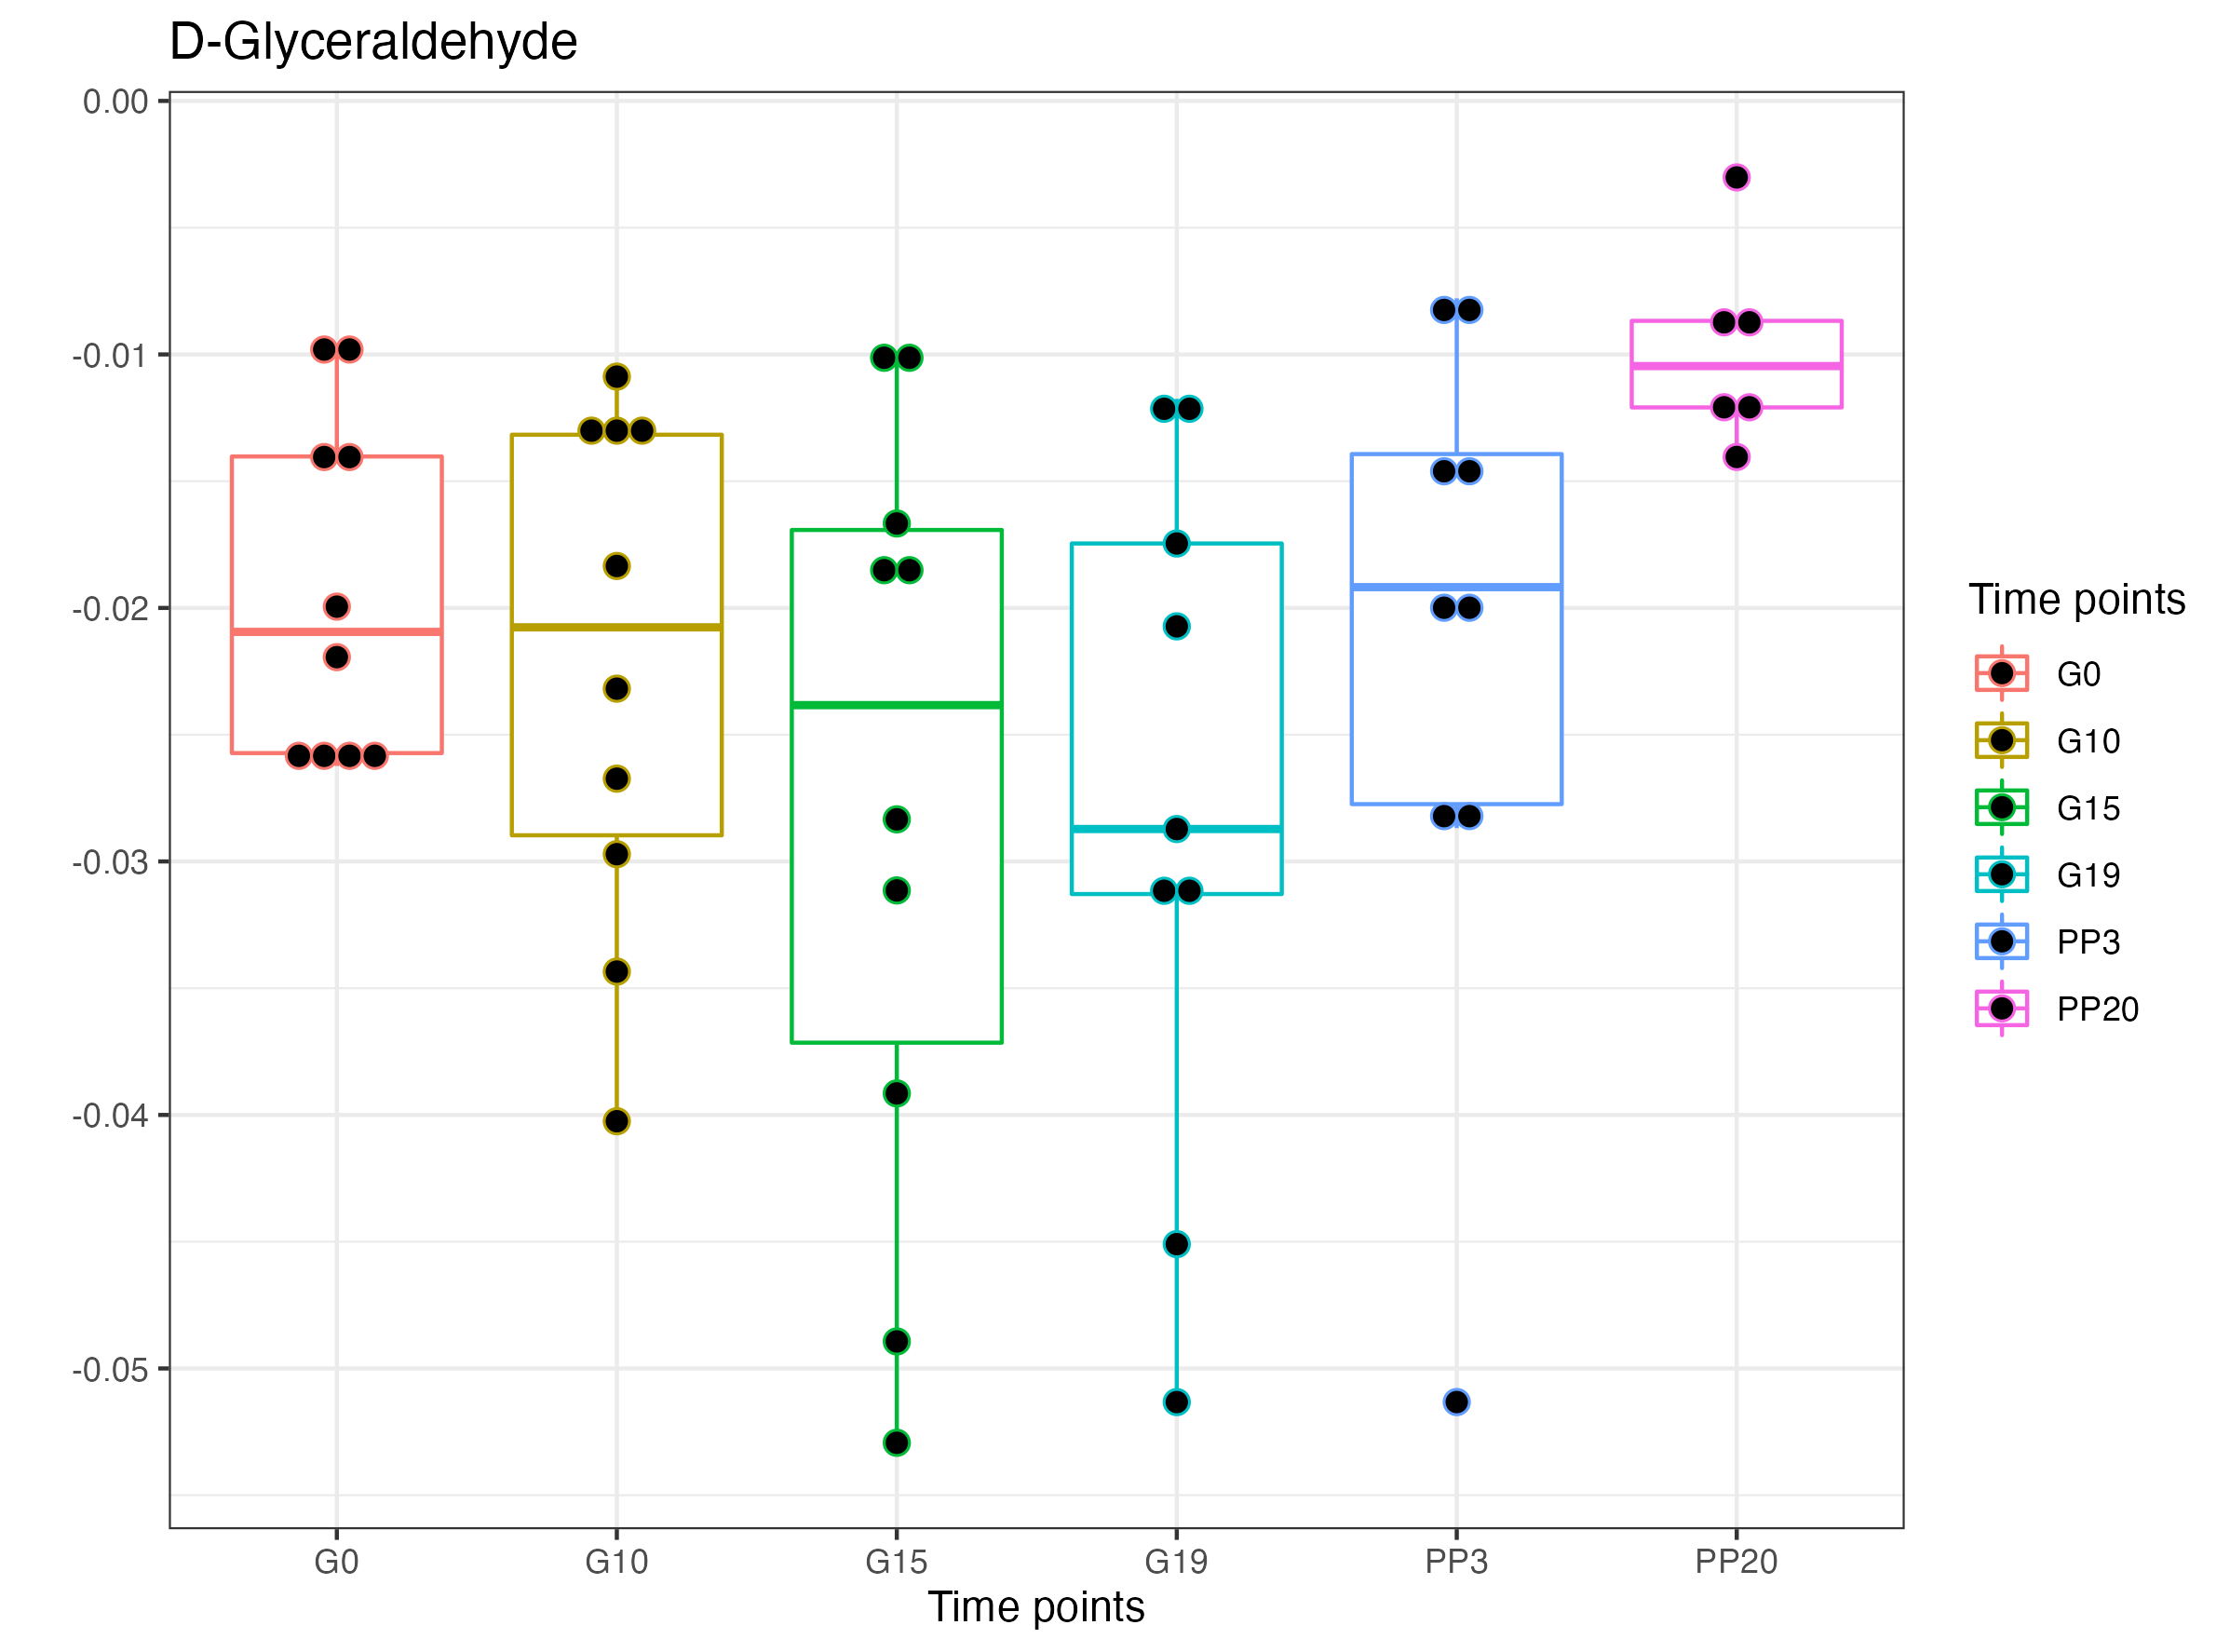 D-Glyceraldehyde
0.00
-0.01
-0.02
-0.03
-0.04
-0.05
G0 G10 G15 G19 PP3 PP20
Time points
Time points
G0
G10
G15
G19
PP3
PP20